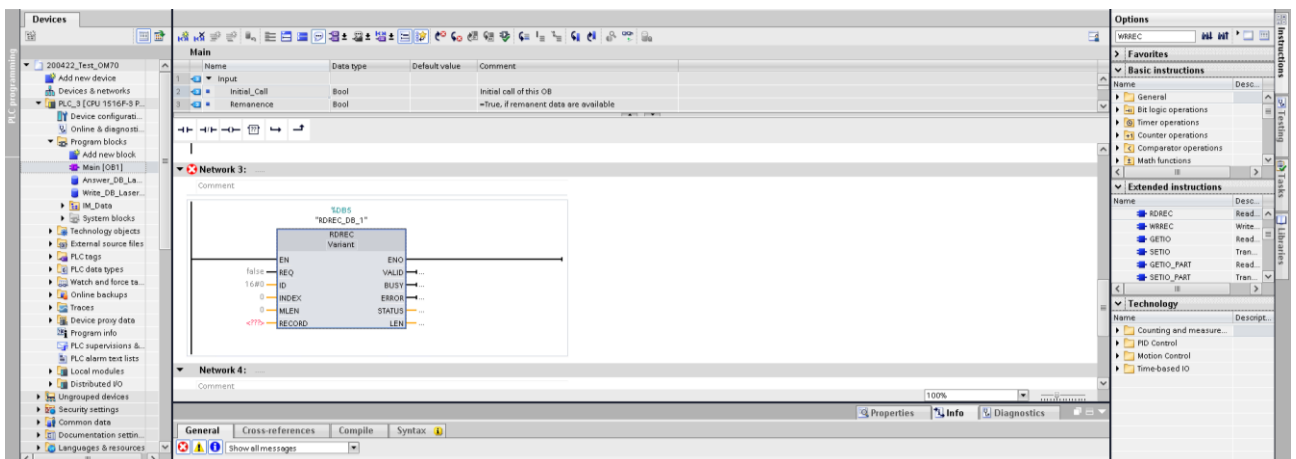 Devices
PLC programming
200422_Test_OM70
Add new device
Devices & networks
PLC_3 [CPU 1516F-3 P...
Device configurati...
Online & diagnosti...
Program blocks
Add new block
Main [OB1]
Answer_DB_La...
Write_DB_Laser...
IM_Data
System blocks
Technology objects
External source files
PLC tags
PLC data types
Watch and force ta...
Online backups
Traces
Device proxy data
Program info
PLC supervisions &...
PLC alarm text lists
Local modules
Distributed I/O
Ungrouped devices
Security settings
Common data
Documentation settin...
Languages & resources
Main
Name Data type Default value Comment
1 Input
2 Initial_Call Bool Initial call of this OB
3 Remanence Bool =True, if remanent data are available
Network 3: .....
Comment
%DB5
"RDREC_DB_1"
RDREC
Variant
EN ENO
false REQ VALID ...
16#0 ID BUSY ...
0 INDEX ERROR ...
0 MLEN STATUS ...
<???> RECORD LEN ...
Network 4: .....
Comment
100%
Properties Info Diagnostics
General Cross-references Compile Syntax
Show all messages
Options
WRREC
Favorites
Basic instructions
Name Desc...
General
Bit logic operations
Timer operations
Counter operations
Comparator operations
Math functions
Extended instructions
Name Desc...
RDREC Read...
WRREC Write...
GETIO Read...
SETIO Tran...
GETIO_PART Read...
SETIO_PART Tran...
Technology
Name Descript...
Counting and measure...
PID Control
Motion Control
Time-based IO
Instructions
Testing
Tasks
Libraries